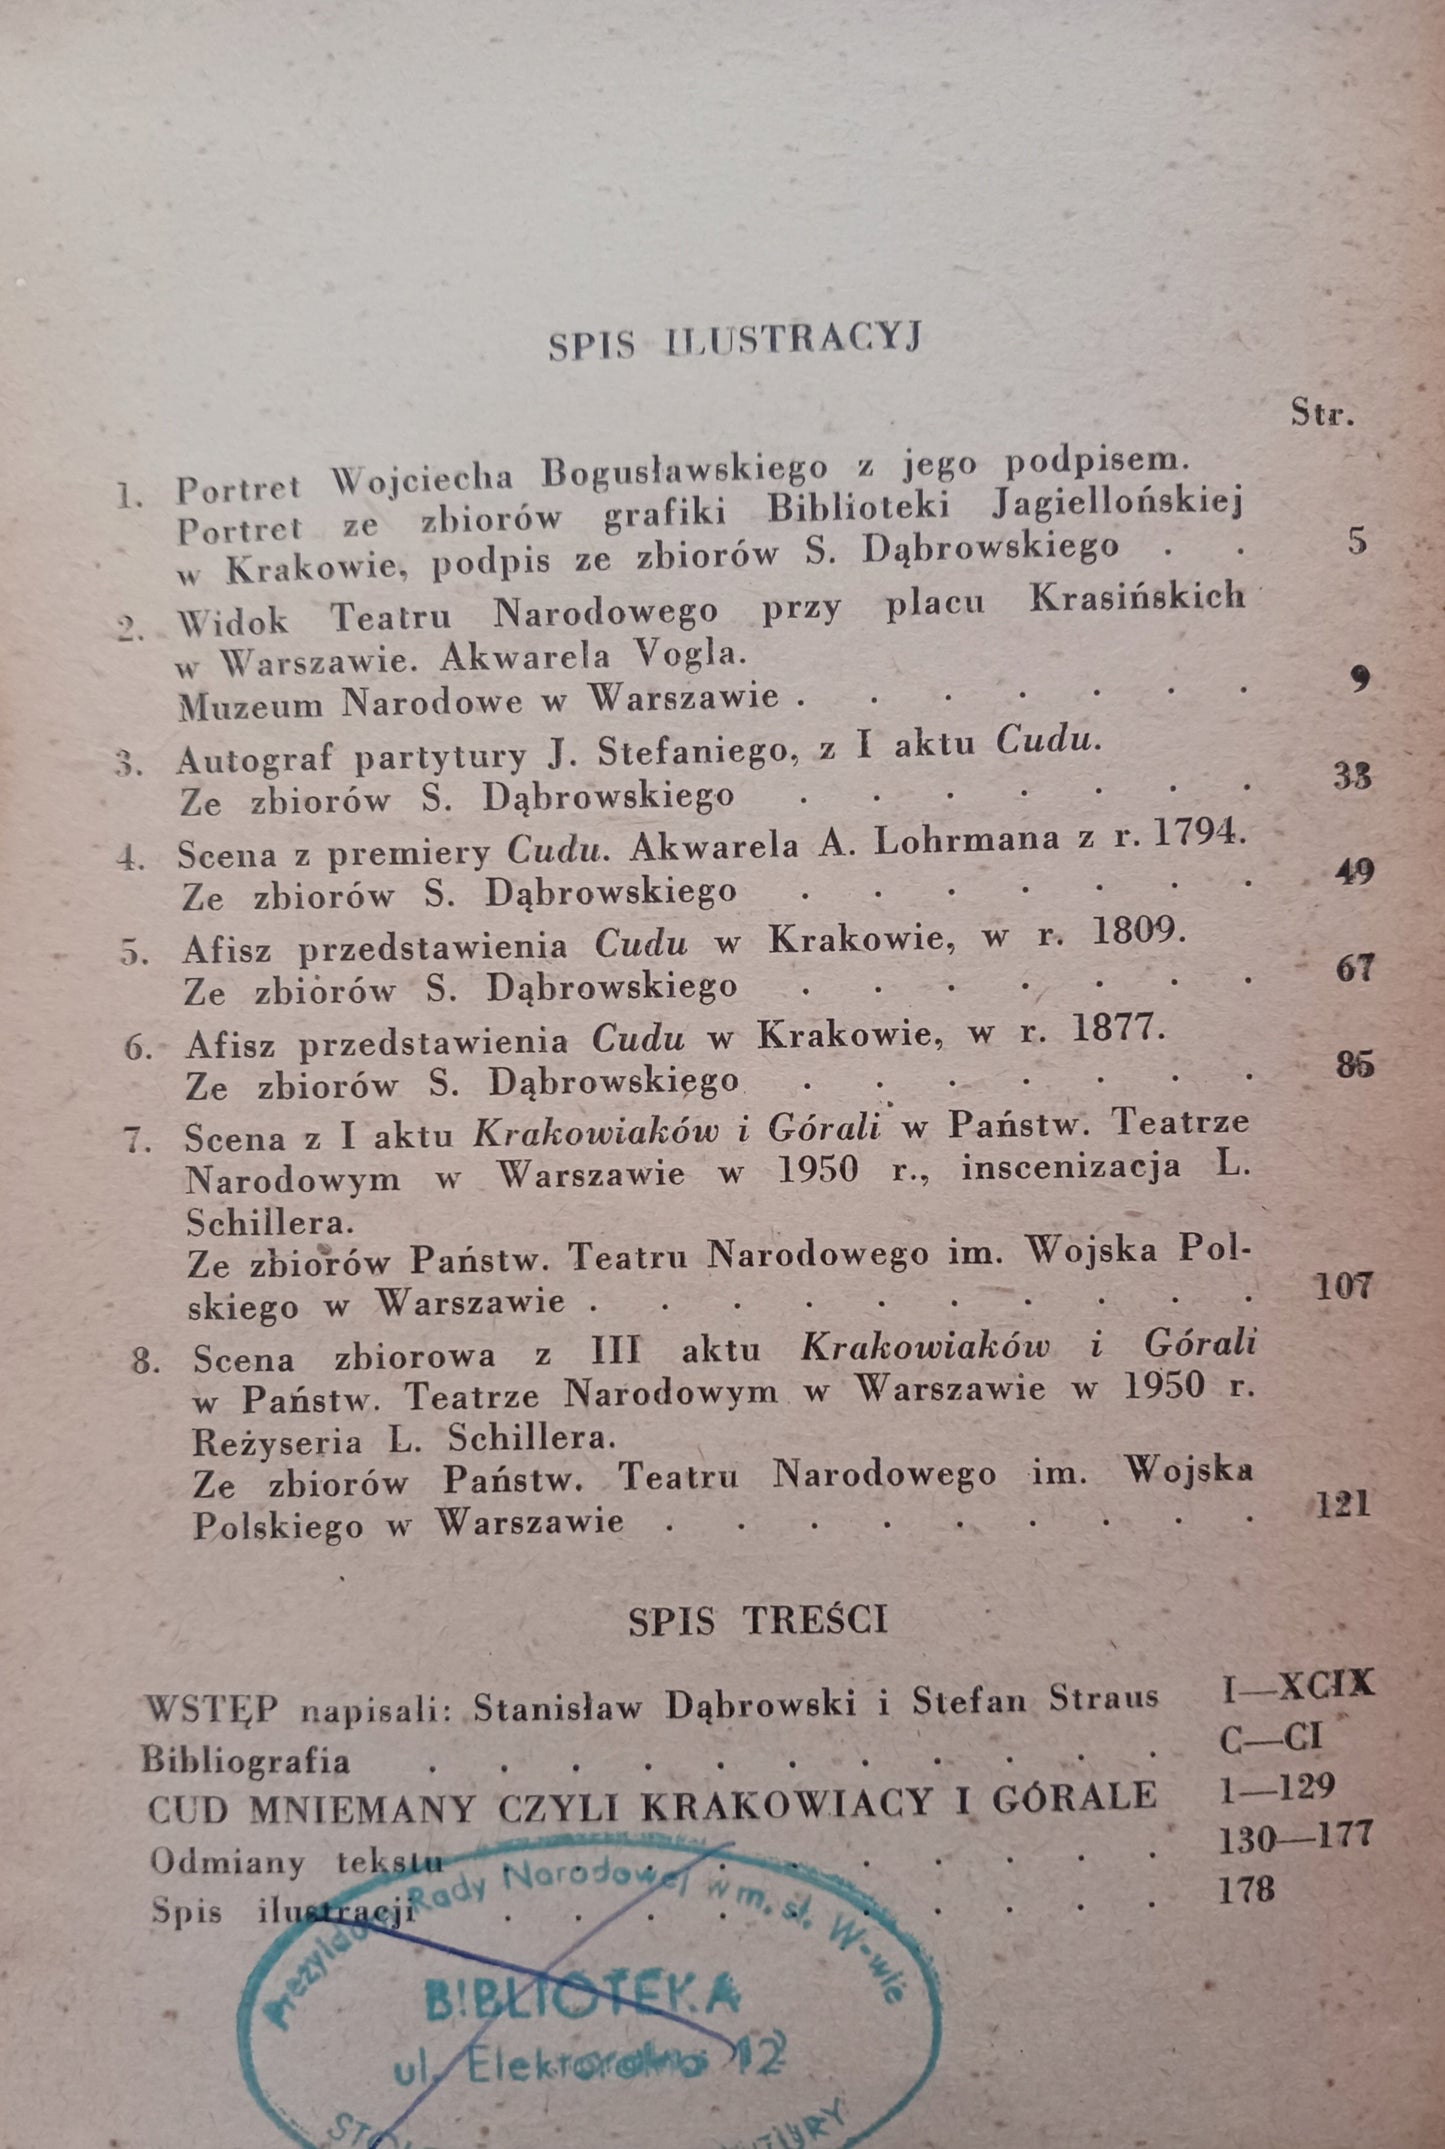 SPIS ILUSTRACYJ
Str.
1. Portret Wojciecha Bogusławskiego z jego podpisem.
Portret ze zbiorów grafiki Biblioteki Jagiellońskiej
w Krakowie, podpis ze zbiorów S. Dąbrowskiego . . 5
2. Widok Teatru Narodowego przy placu Krasińskich
w Warszawie. Akwarela Vogla.
Muzeum Narodowe w Warszawie . . . . . . . 9
3. Autograf partytury J. Stefaniego, z I aktu Cudu.
Ze zbiorów S. Dąbrowskiego . . . . . . . 33
4. Scena z premiery Cudu. Akwarela A. Lohrmana z r. 1794.
Ze zbiorów S. Dąbrowskiego . . . . . . . 49
5. Afisz przedstawienia Cudu w Krakowie, w r. 1809.
Ze zbiorów S. Dąbrowskiego . . . . . . . 67
6. Afisz przedstawienia Cudu w Krakowie, w r. 1877.
Ze zbiorów S. Dąbrowskiego . . . . . . . 85
7. Scena z I aktu Krakowiaków i Górali w Państw. Teatrze
Narodowym w Warszawie w 1950 r., inscenizacja L.
Schillera.
Ze zbiorów Państw. Teatru Narodowego im. Wojska Pol-
skiego w Warszawie . . . . . . . . . . 107
8. Scena zbiorowa z III aktu Krakowiaków i Górali
w Państw. Teatrze Narodowym w Warszawie w 1950 r.
Reżyseria L. Schillera.
Ze zbiorów Państw. Teatru Narodowego im. Wojska
Polskiego w Warszawie . . . . . . . . . 121
SPIS TREŚCI
WSTĘP napisali: Stanisław Dąbrowski i Stefan Straus I—XCIX
Bibliografia . . . . . . . . . . . C—CI
CUD MNIEMANY CZYLI KRAKOWIACY I GÓRALE 1—129
Odmiany tekstu . . . . . . . . . . 130—177
Spis ilustracji . . . . . . . . . . 178
Rady Narodowej w m. st. W-wie
BIBLIOTEKA
ul. Elektoralna 12